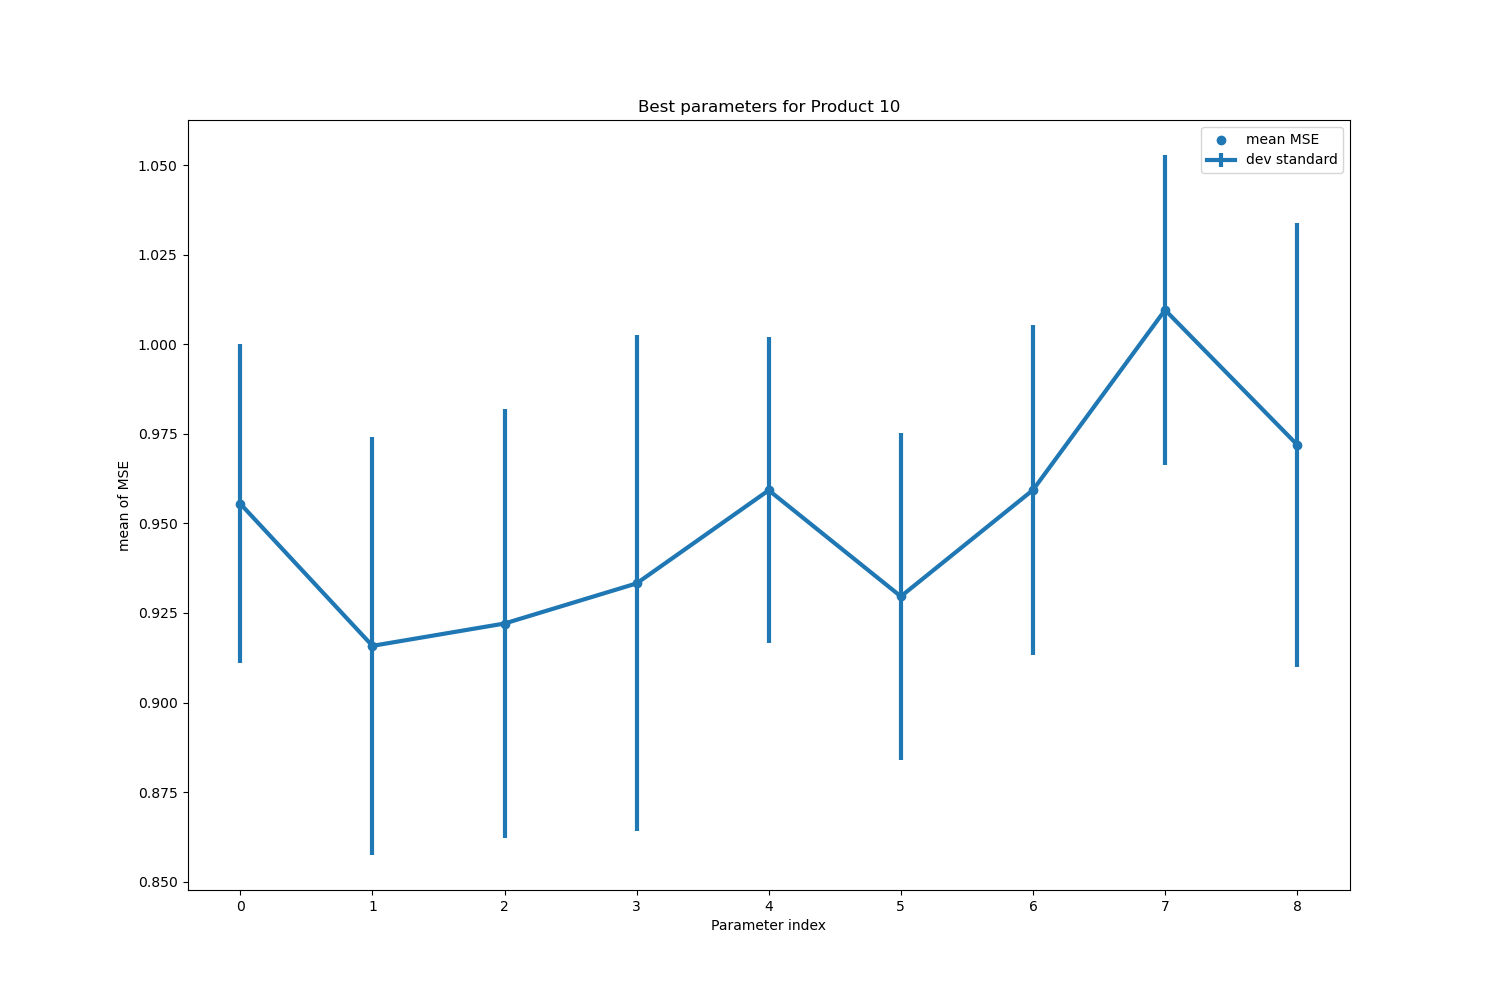 Best parameters for Product 10
mean MSE
dev standard
1.050
1.025
1.000
0.975
0.950
0.925
0.900
0.875
0.850
mean of MSE
0 1 2 3 4 5 6 7 8
Parameter index